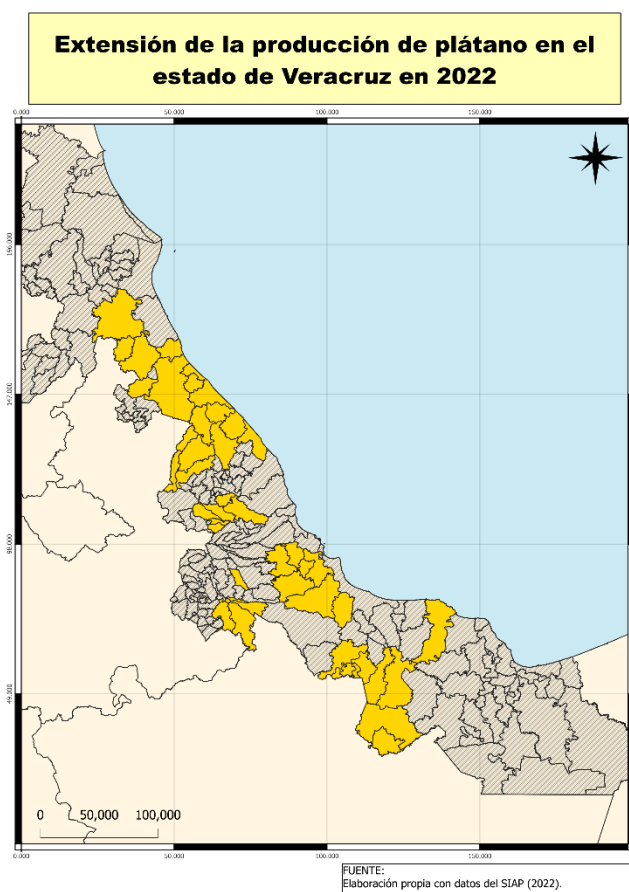 Extensión de la producción de plátano en el
estado de Veracruz en 2022
0.000 50.000 100.000 150.000
196.000
147.000
98.000
49.000
0 50,000 100,000
0.000 50.000 100.000 150.000
FUENTE:
Elaboración propia con datos del SIAP (2022).